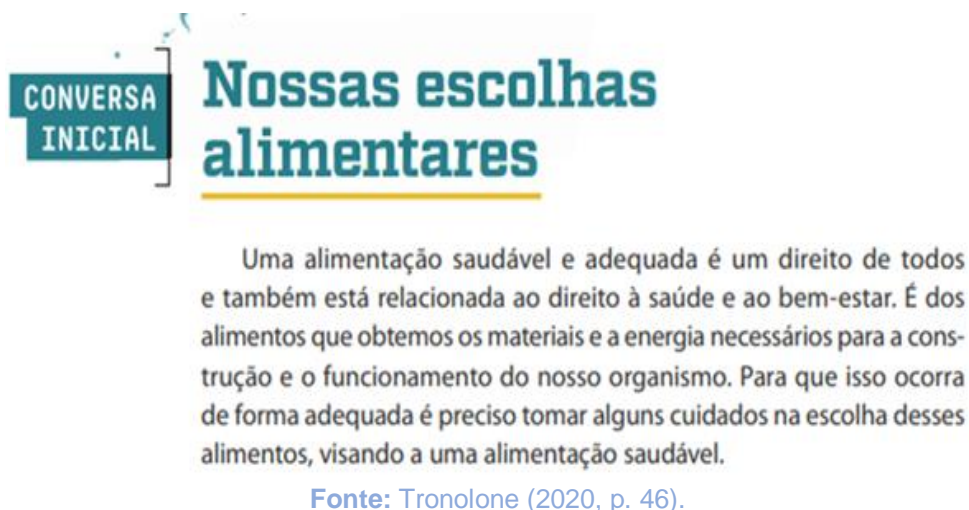 CONVERSA
INICIAL
Nossas escolhas
alimentares
Uma alimentação saudável e adequada é um direito de todos
e também está relacionada ao direito à saúde e ao bem-estar. É dos
alimentos que obtemos os materiais e a energia necessários para a cons-
trução e o funcionamento do nosso organismo. Para que isso ocorra
de forma adequada é preciso tomar alguns cuidados na escolha desses
alimentos, visando a uma alimentação saudável.
Fonte: Tronolone (2020, p. 46).